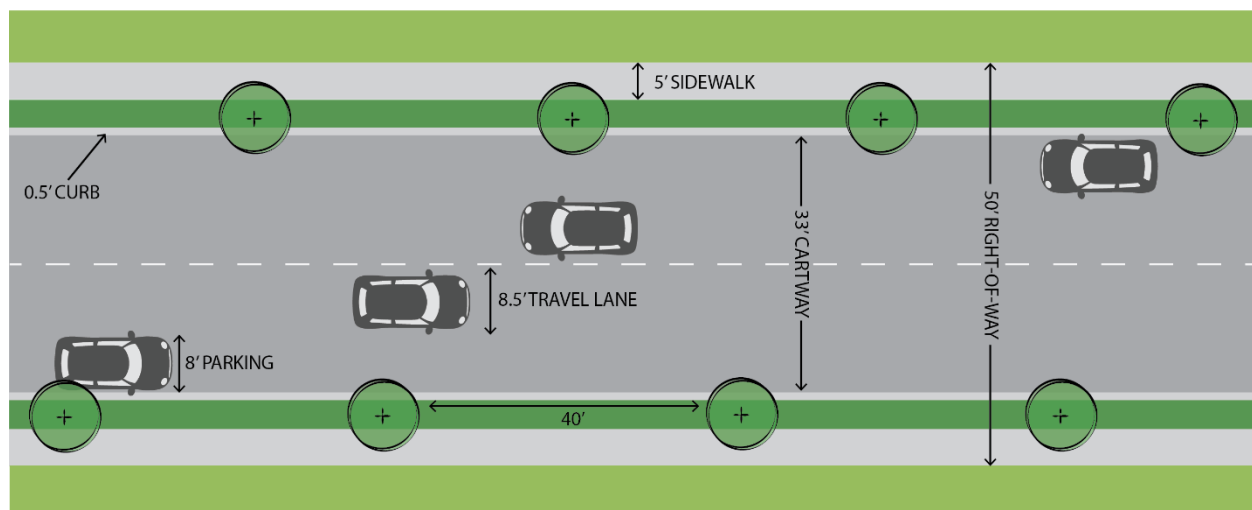 5' SIDEWALK
0.5' CURB
33' CARTWAY
50' RIGHT-OF-WAY
8.5' TRAVEL LANE
8' PARKING
40'